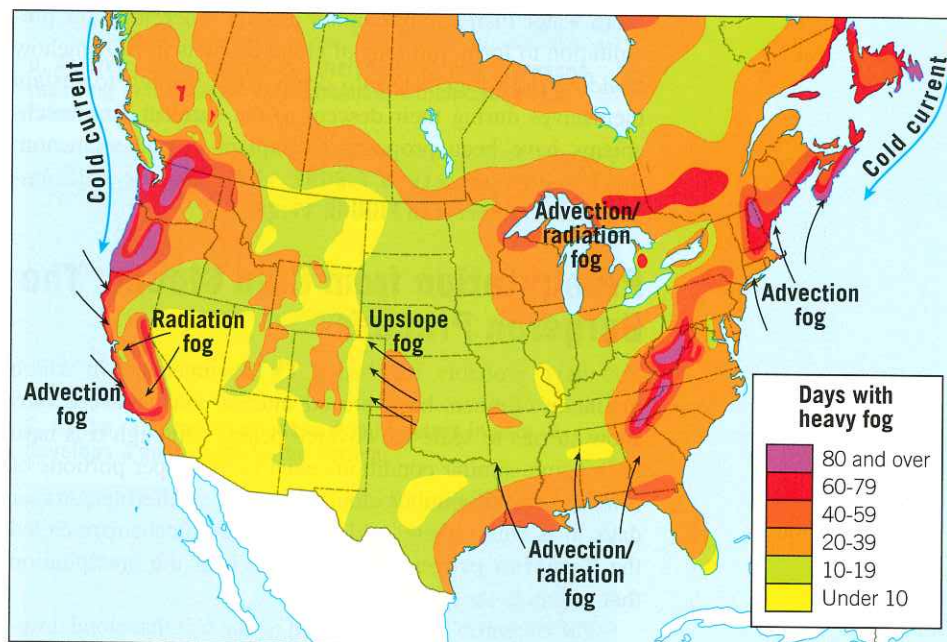 Cold current
Cold current
Advection/
radiation
fog
Radiation
fog
Upslope
fog
Advection
fog
Advection
fog
Advection/
radiation
fog
Days with
heavy fog
80 and over
60-79
40-59
20-39
10-19
Under 10